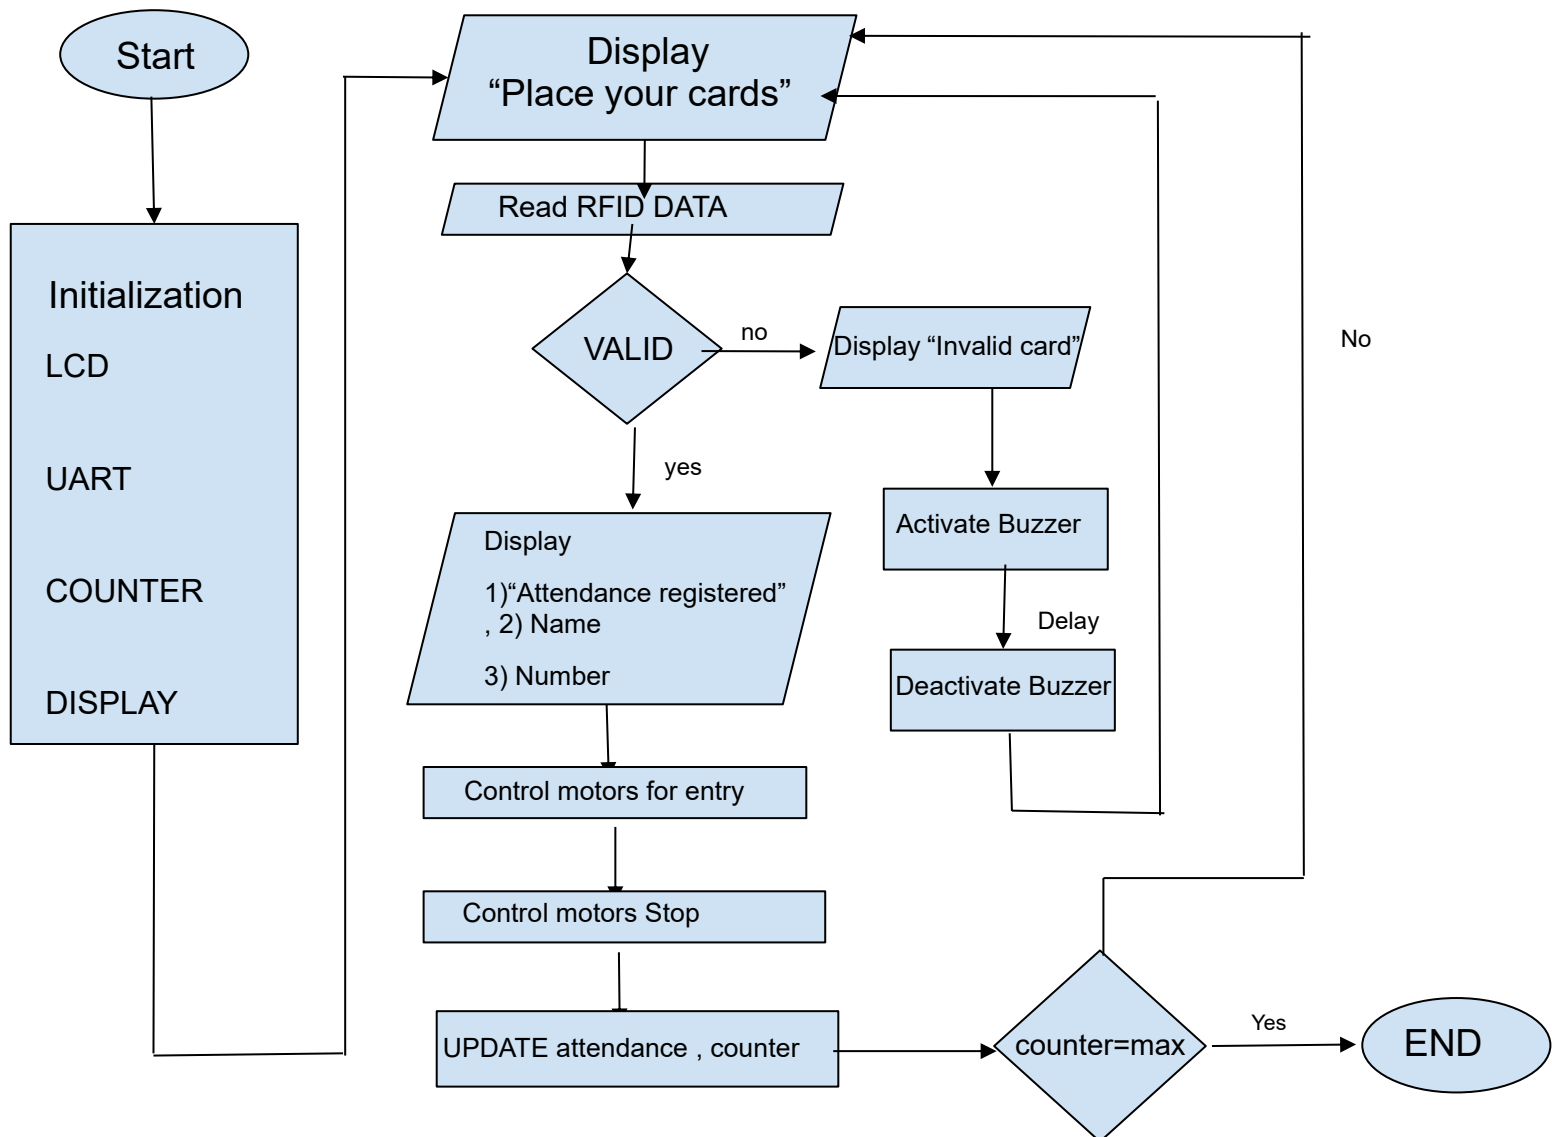 Start
Initialization
LCD
UART
COUNTER
DISPLAY
Display
“Place your cards”
Read RFID DATA
VALID
no
Display “Invalid card”
Activate Buzzer
Delay
Deactivate Buzzer
yes
Display
1)“Attendance registered”
, 2) Name
3) Number
Control motors for entry
Control motors Stop
UPDATE attendance , counter
counter=max
No
Yes
END